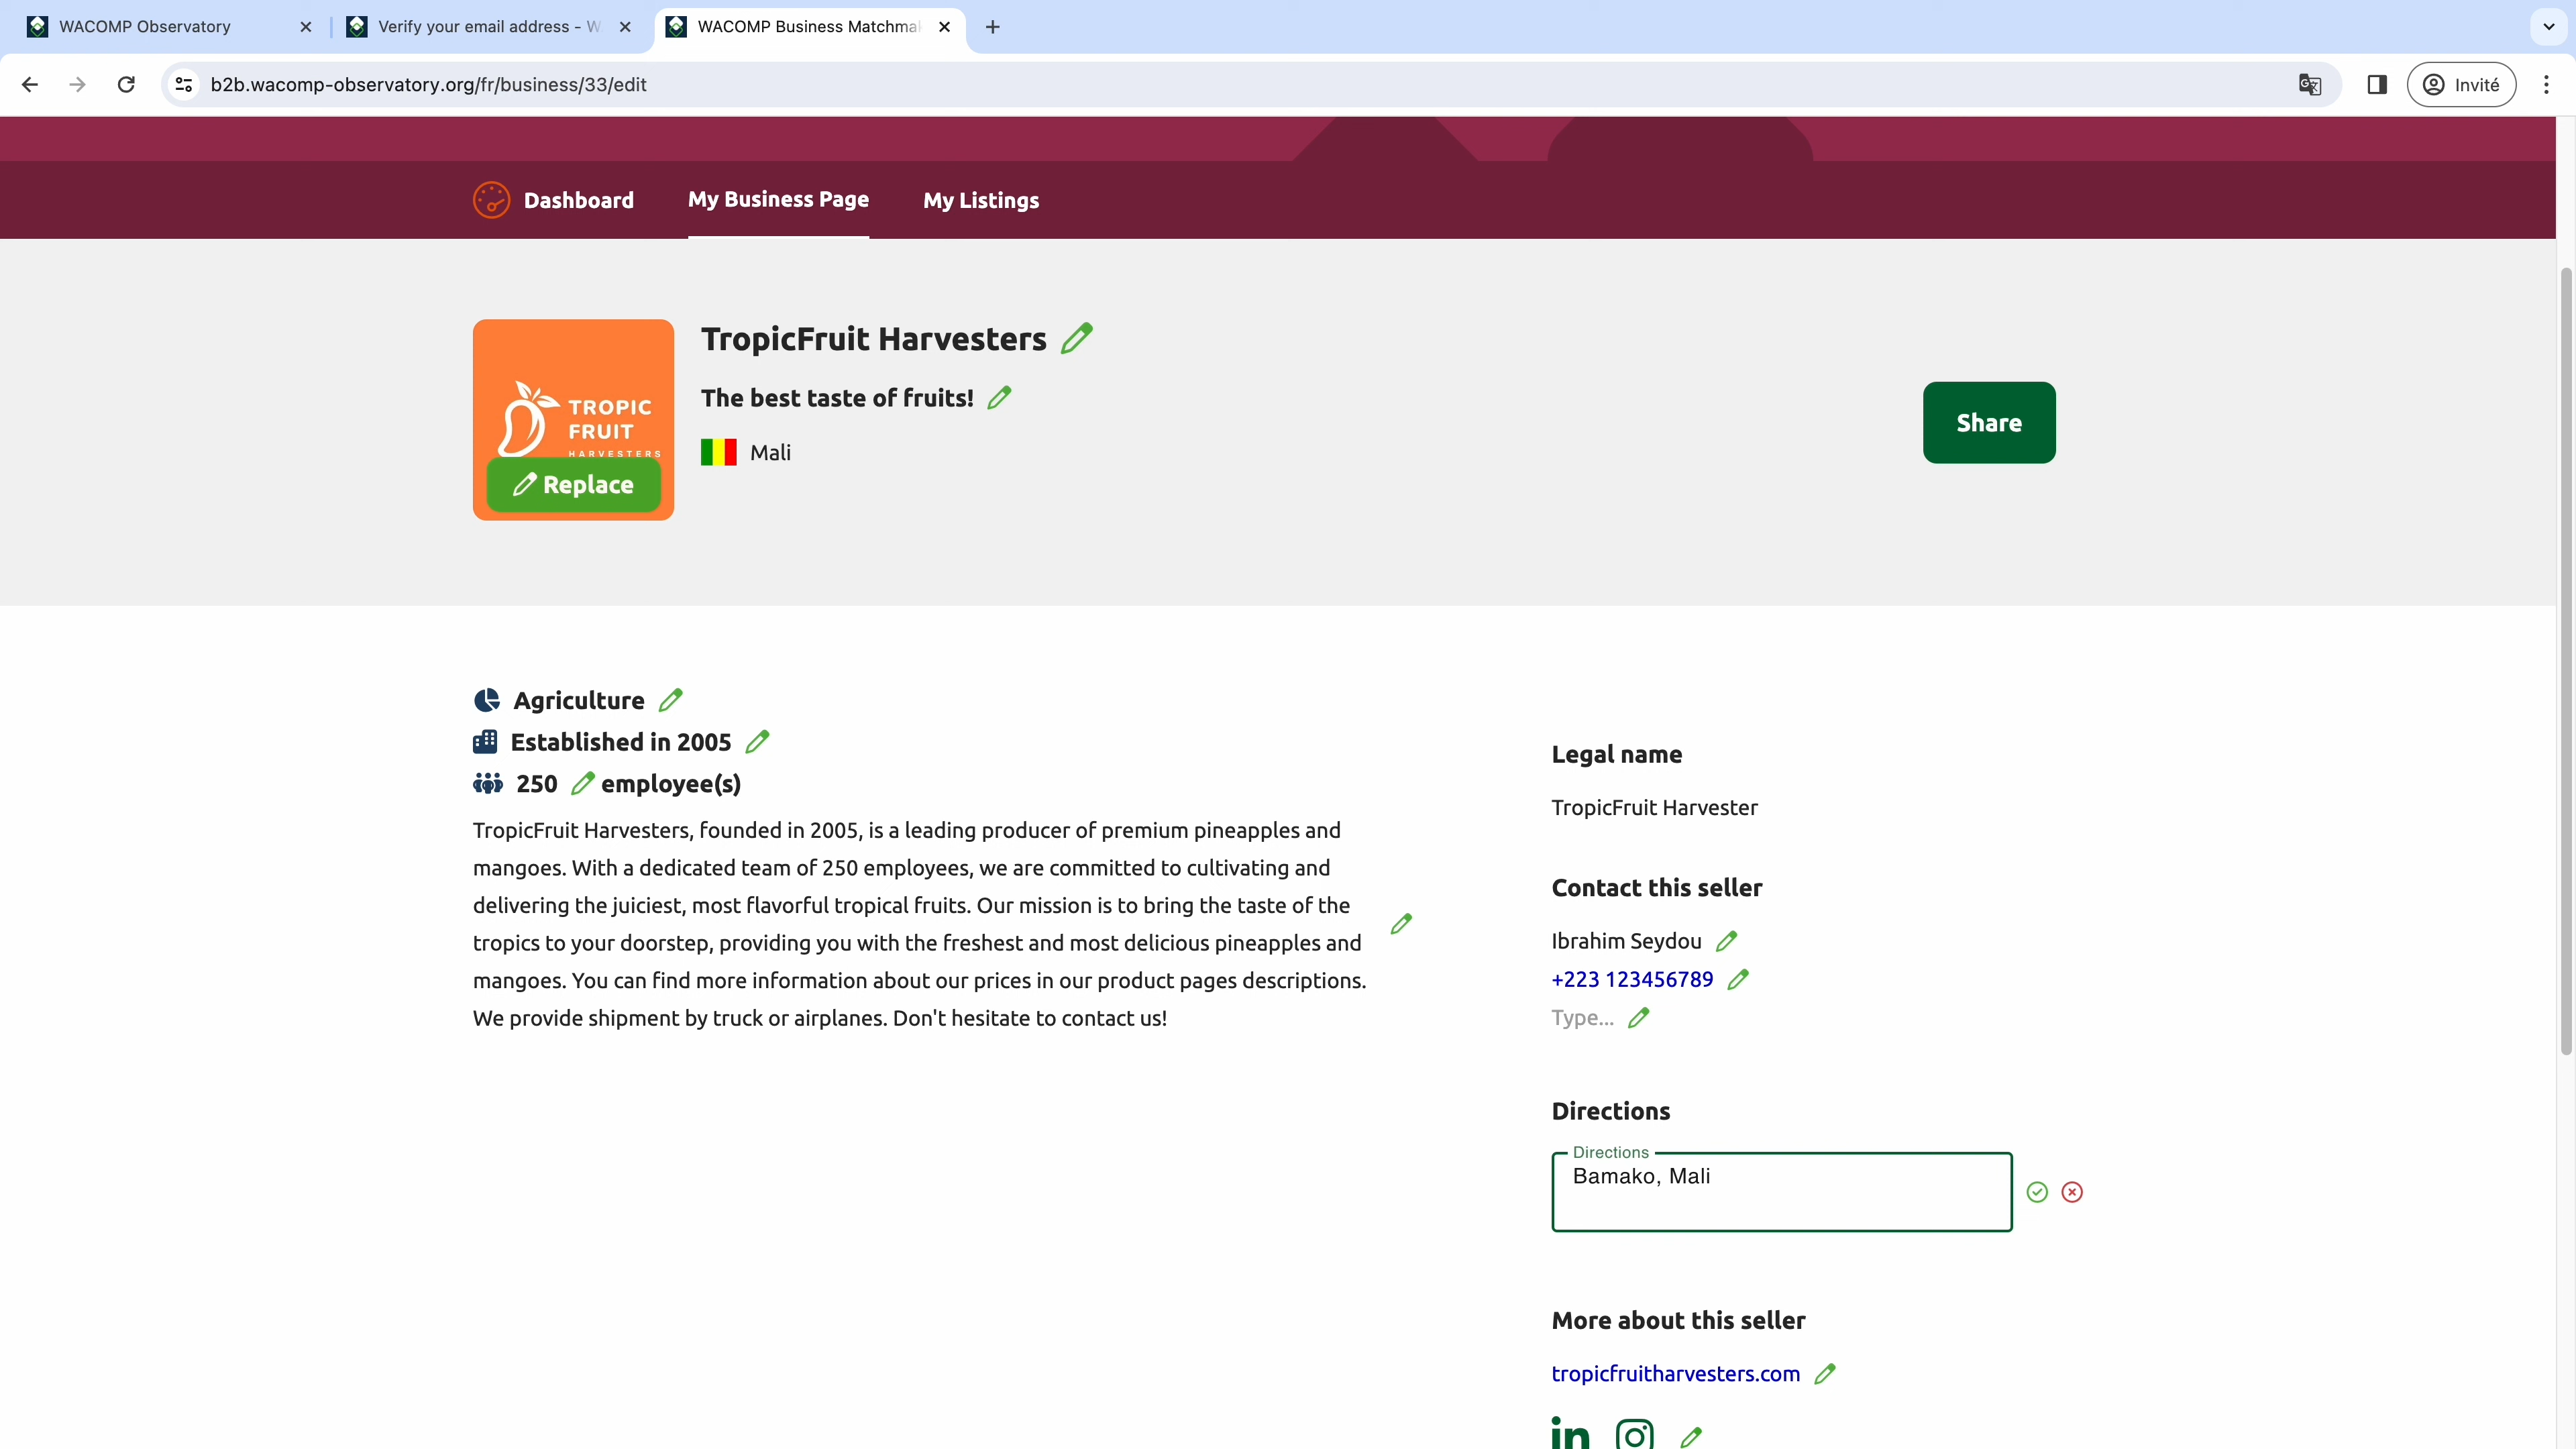 WACOMP Observatory
Verify your email address - W
WACOMP Business Matchma
b2b.wacomp-observatory.org/fr/business/33/edit
Invité
Dashboard
My Business Page
My Listings
TROPIC
FRUIT
HARVESTERS
Replace
TropicFruit Harvesters
The best taste of fruits!
Mali
Share
Agriculture
Established in 2005
250 employee(s)
TropicFruit Harvesters, founded in 2005, is a leading producer of premium pineapples and
mangoes. With a dedicated team of 250 employees, we are committed to cultivating and
delivering the juiciest, most flavorful tropical fruits. Our mission is to bring the taste of the
tropics to your doorstep, providing you with the freshest and most delicious pineapples and
mangoes. You can find more information about our prices in our product pages descriptions.
We provide shipment by truck or airplanes. Don't hesitate to contact us!
Legal name
TropicFruit Harvester
Contact this seller
Ibrahim Seydou
+223 123456789
Type...
Directions
Directions
Bamako, Mali
More about this seller
tropicfruitharvesters.com
in